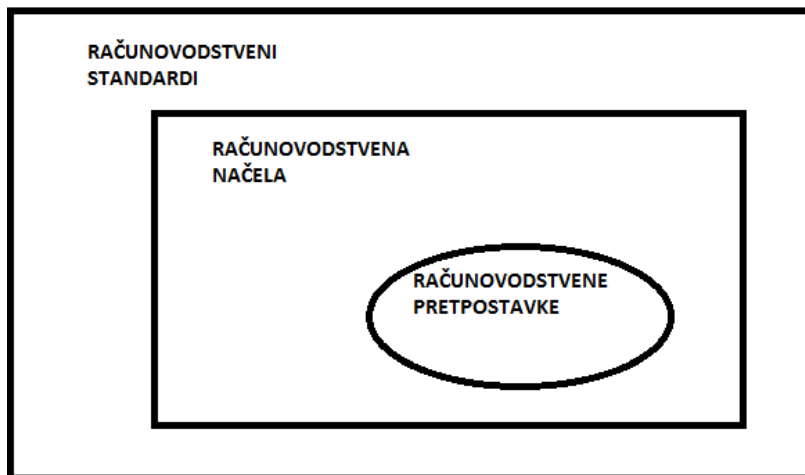 RAČUNOVODSTVENI
STANDARDI
RAČUNOVODSTVENA
NAČELA
RAČUNOVODSTVENE
PRETPOSTAVKE